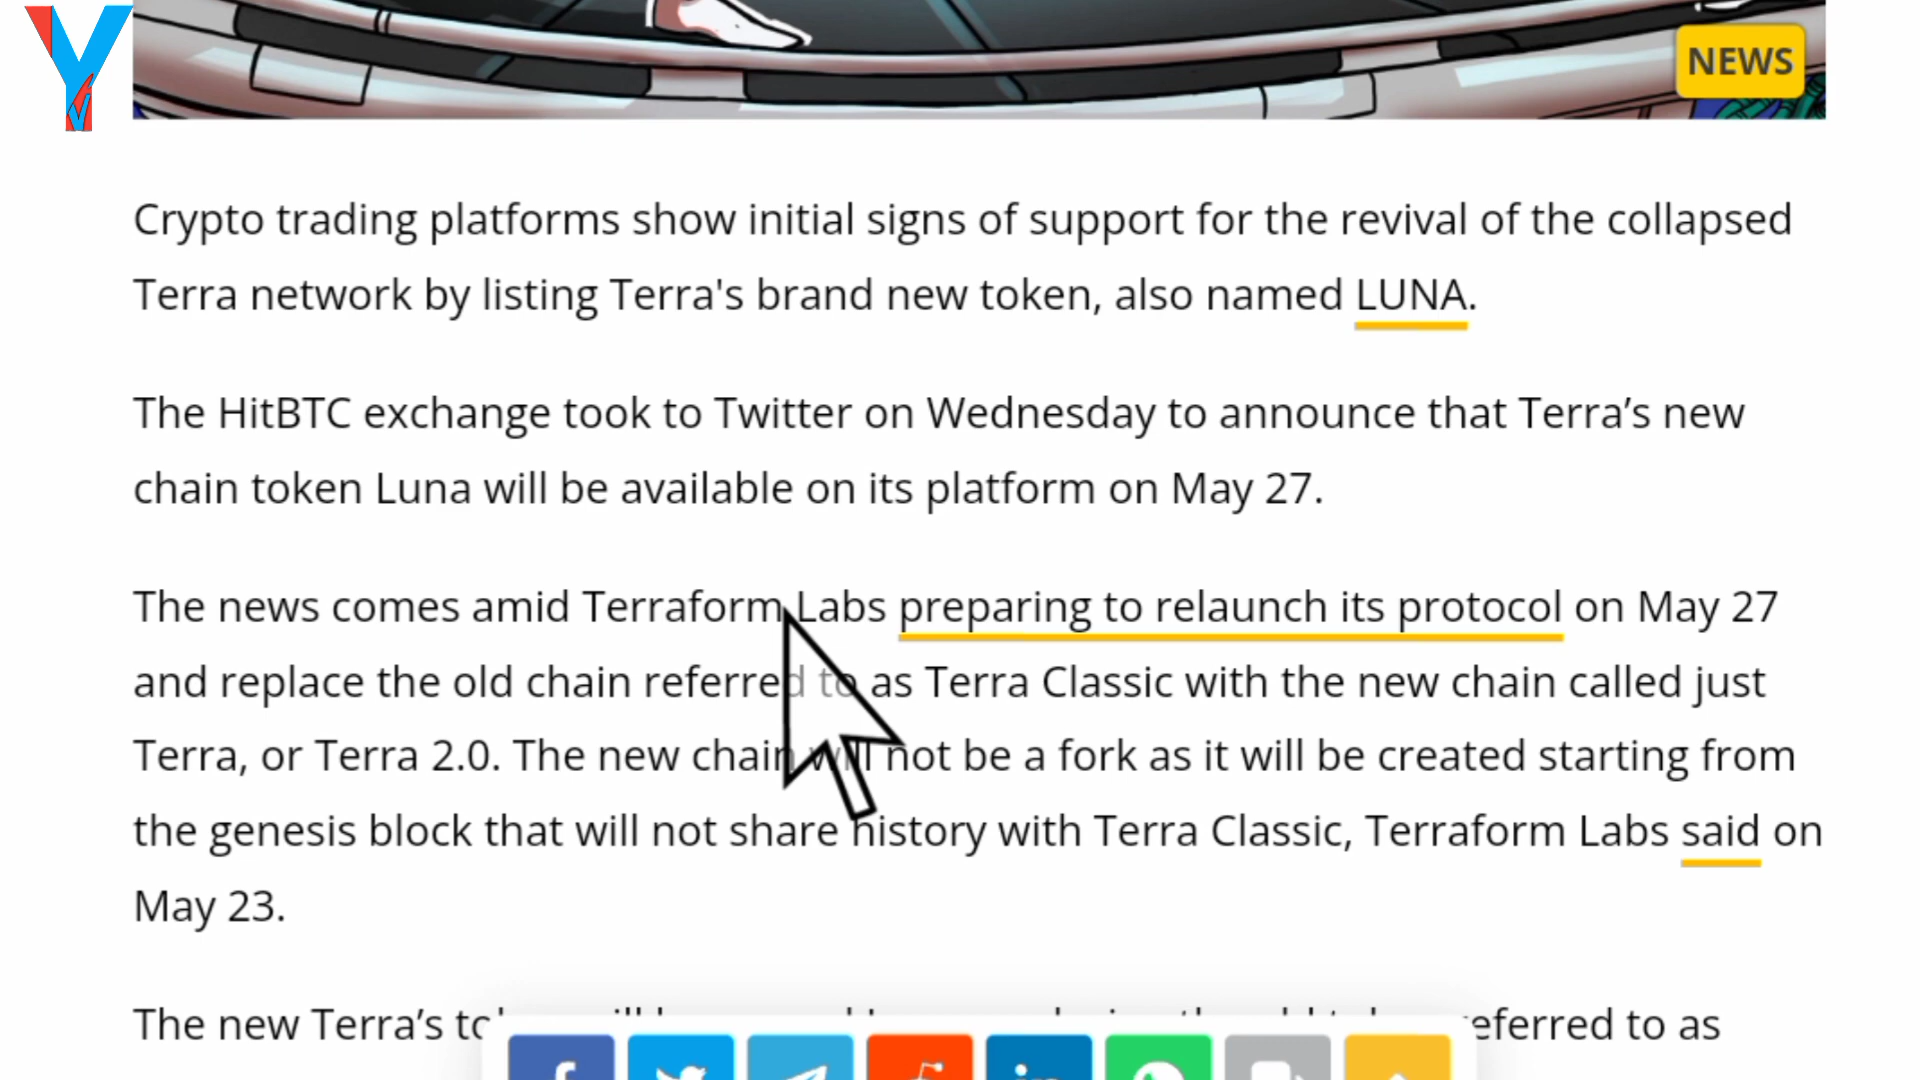 NEWS
Crypto trading platforms show initial signs of support for the revival of the collapsed
Terra network by listing Terra's brand new token, also named LUNA.
The HitBTC exchange took to Twitter on Wednesday to announce that Terra’s new
chain token Luna will be available on its platform on May 27.
The news comes amid Terraform Labs preparing to relaunch its protocol on May 27
and replace the old chain referred to as Terra Classic with the new chain called just
Terra, or Terra 2.0. The new chain will not be a fork as it will be created starting from
the genesis block that will not share history with Terra Classic, Terraform Labs said on
May 23.
The new Terra’s referred to as